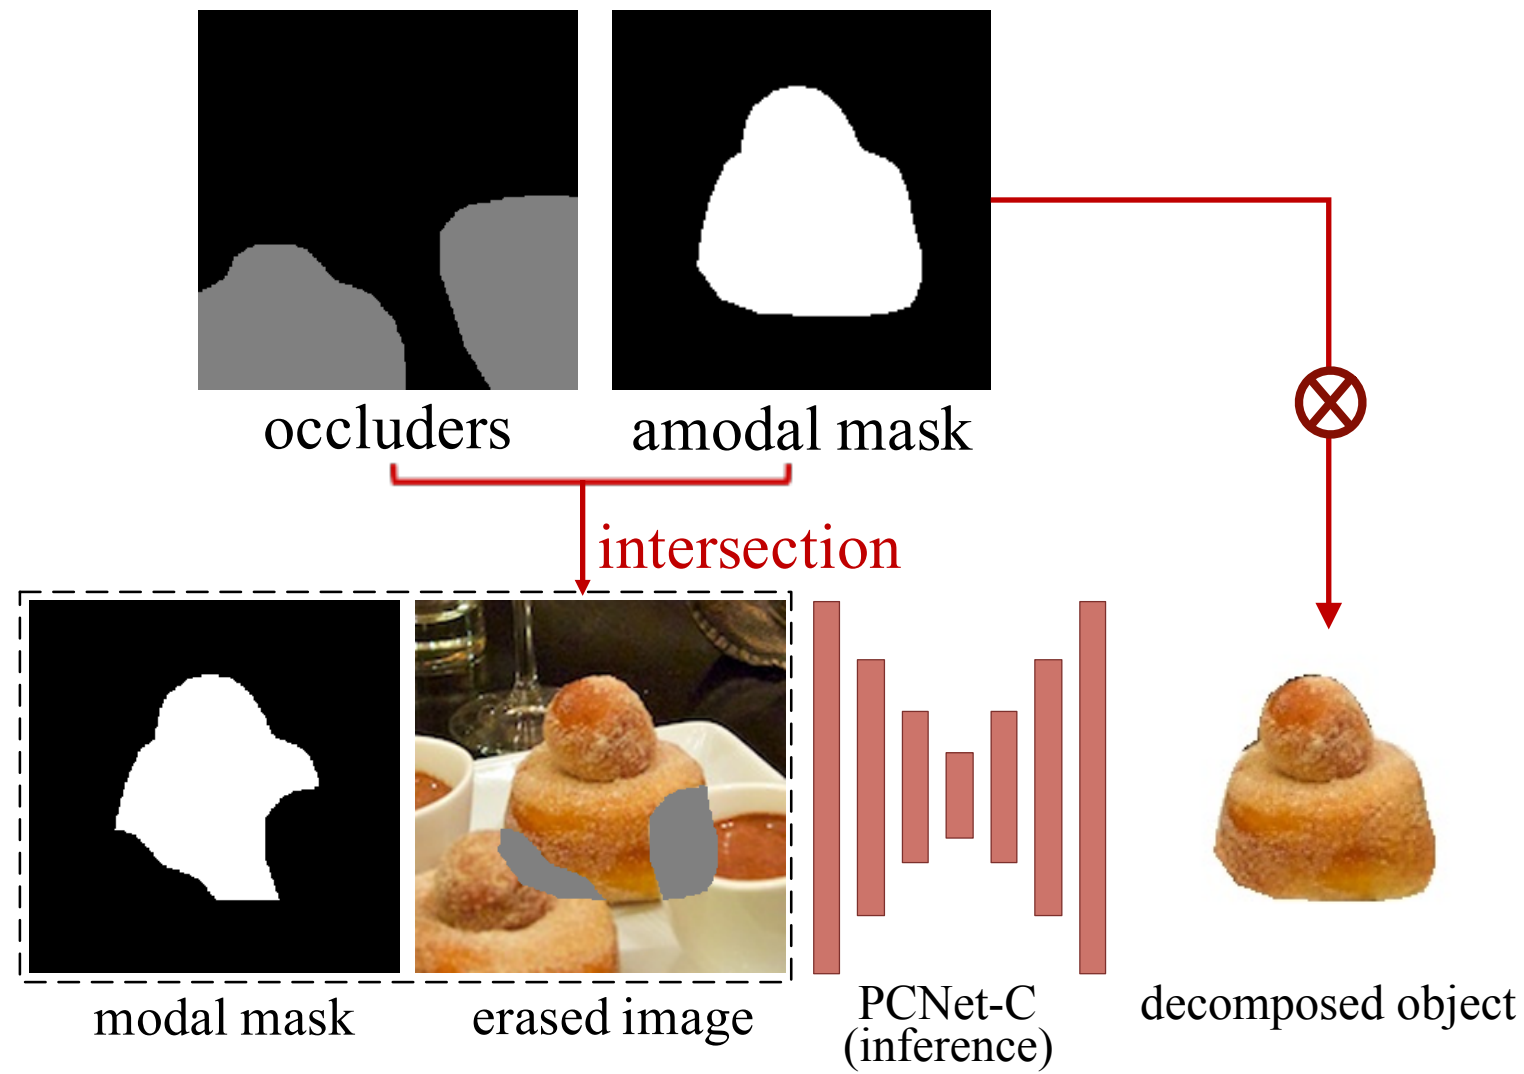 occluders
amodal mask
intersection
modal mask
erased image
PCNet-C
(inference)
decomposed object